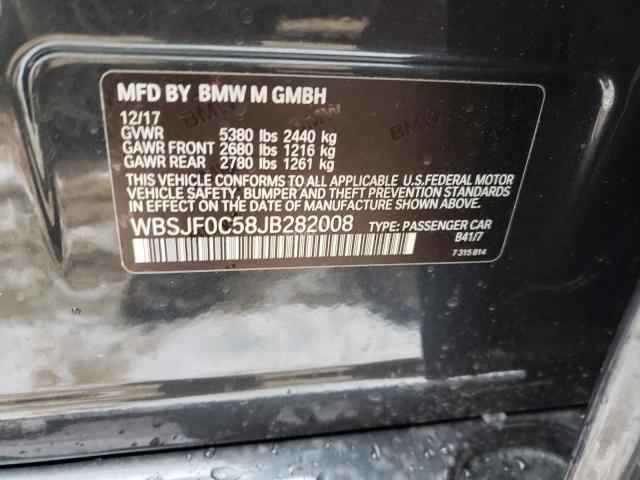 MFD BY BMW M GMBH
12/17
GVWR 5380 lbs 2440 kg
GAWR FRONT 2680 lbs 1216 kg
GAWR REAR 2780 lbs 1261 kg
THIS VEHICLE CONFORMS TO ALL APPLICABLE U.S.FEDERAL MOTOR
VEHICLE SAFETY, BUMPER AND THEFT PREVENTION STANDARDS
IN EFFECT ON THE DATE OF MANUFACTURE SHOWN ABOVE.
WBSJF0C58JB282008 TYPE: PASSENGER CAR
B41/7
7 315 814